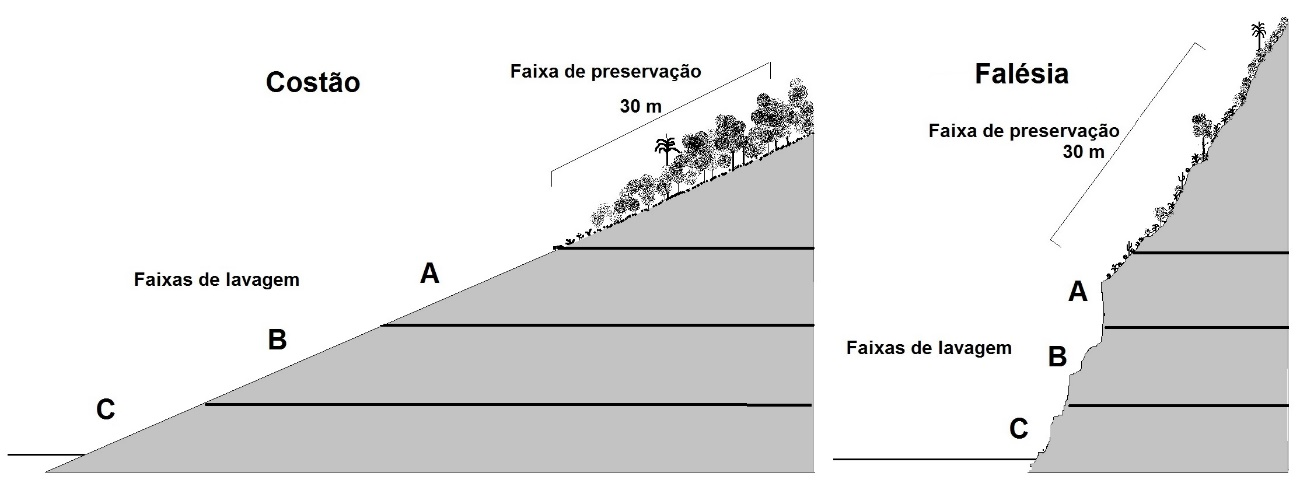 Costão
Faixa de preservação
30 m
Faixas de lavagem
A
B
C
Falésia
Faixa de preservação
30 m
Faixas de lavagem
A
B
C